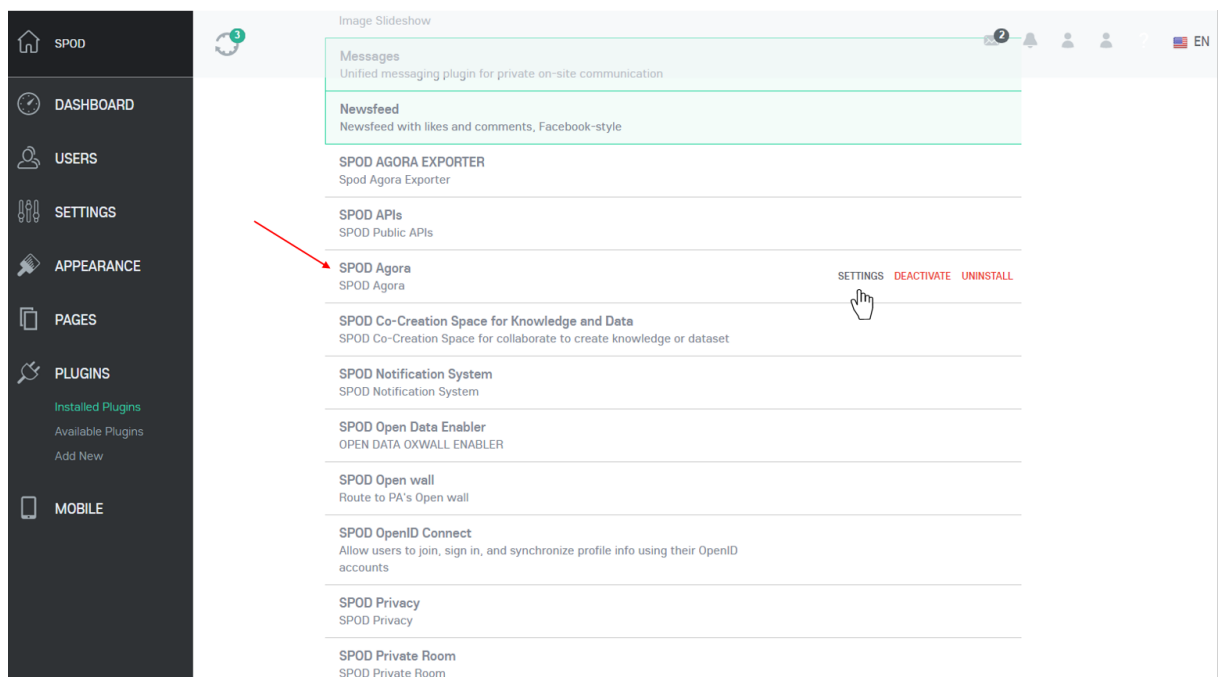 SPOD
3
2
EN
DASHBOARD
USERS
SETTINGS
APPEARANCE
PAGES
PLUGINS
Installed Plugins
Available Plugins
Add New
MOBILE
Image Slideshow
Messages
Unified messaging plugin for private on-site communication
Newsfeed
Newsfeed with likes and comments, Facebook-style
SPOD AGORA EXPORTER
Spod Agora Exporter
SPOD APIs
SPOD Public APIs
SPOD Agora
SPOD Agora
SETTINGS DEACTIVATE UNINSTALL
SPOD Co-Creation Space for Knowledge and Data
SPOD Co-Creation Space for collaborate to create knowledge or dataset
SPOD Notification System
SPOD Notification System
SPOD Open Data Enabler
OPEN DATA OXWALL ENABLER
SPOD Open wall
Route to PA's Open wall
SPOD OpenID Connect
Allow users to join, sign in, and synchronize profile info using their OpenID
accounts
SPOD Privacy
SPOD Privacy
SPOD Private Room
SPOD Private Room